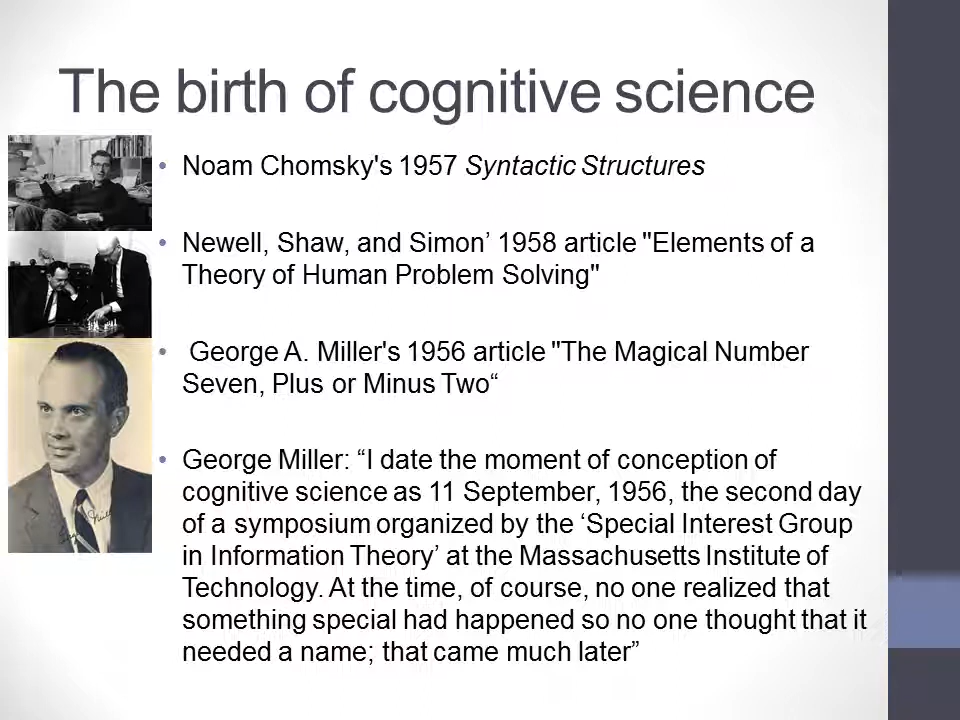 The birth of cognitive science
• Noam Chomsky's 1957 Syntactic Structures
• Newell, Shaw, and Simon’ 1958 article "Elements of a
Theory of Human Problem Solving"
• George A. Miller's 1956 article "The Magical Number
Seven, Plus or Minus Two“
• George Miller: “I date the moment of conception of
cognitive science as 11 September, 1956, the second day
of a symposium organized by the ‘Special Interest Group
in Information Theory’ at the Massachusetts Institute of
Technology. At the time, of course, no one realized that
something special had happened so no one thought that it
needed a name; that came much later”